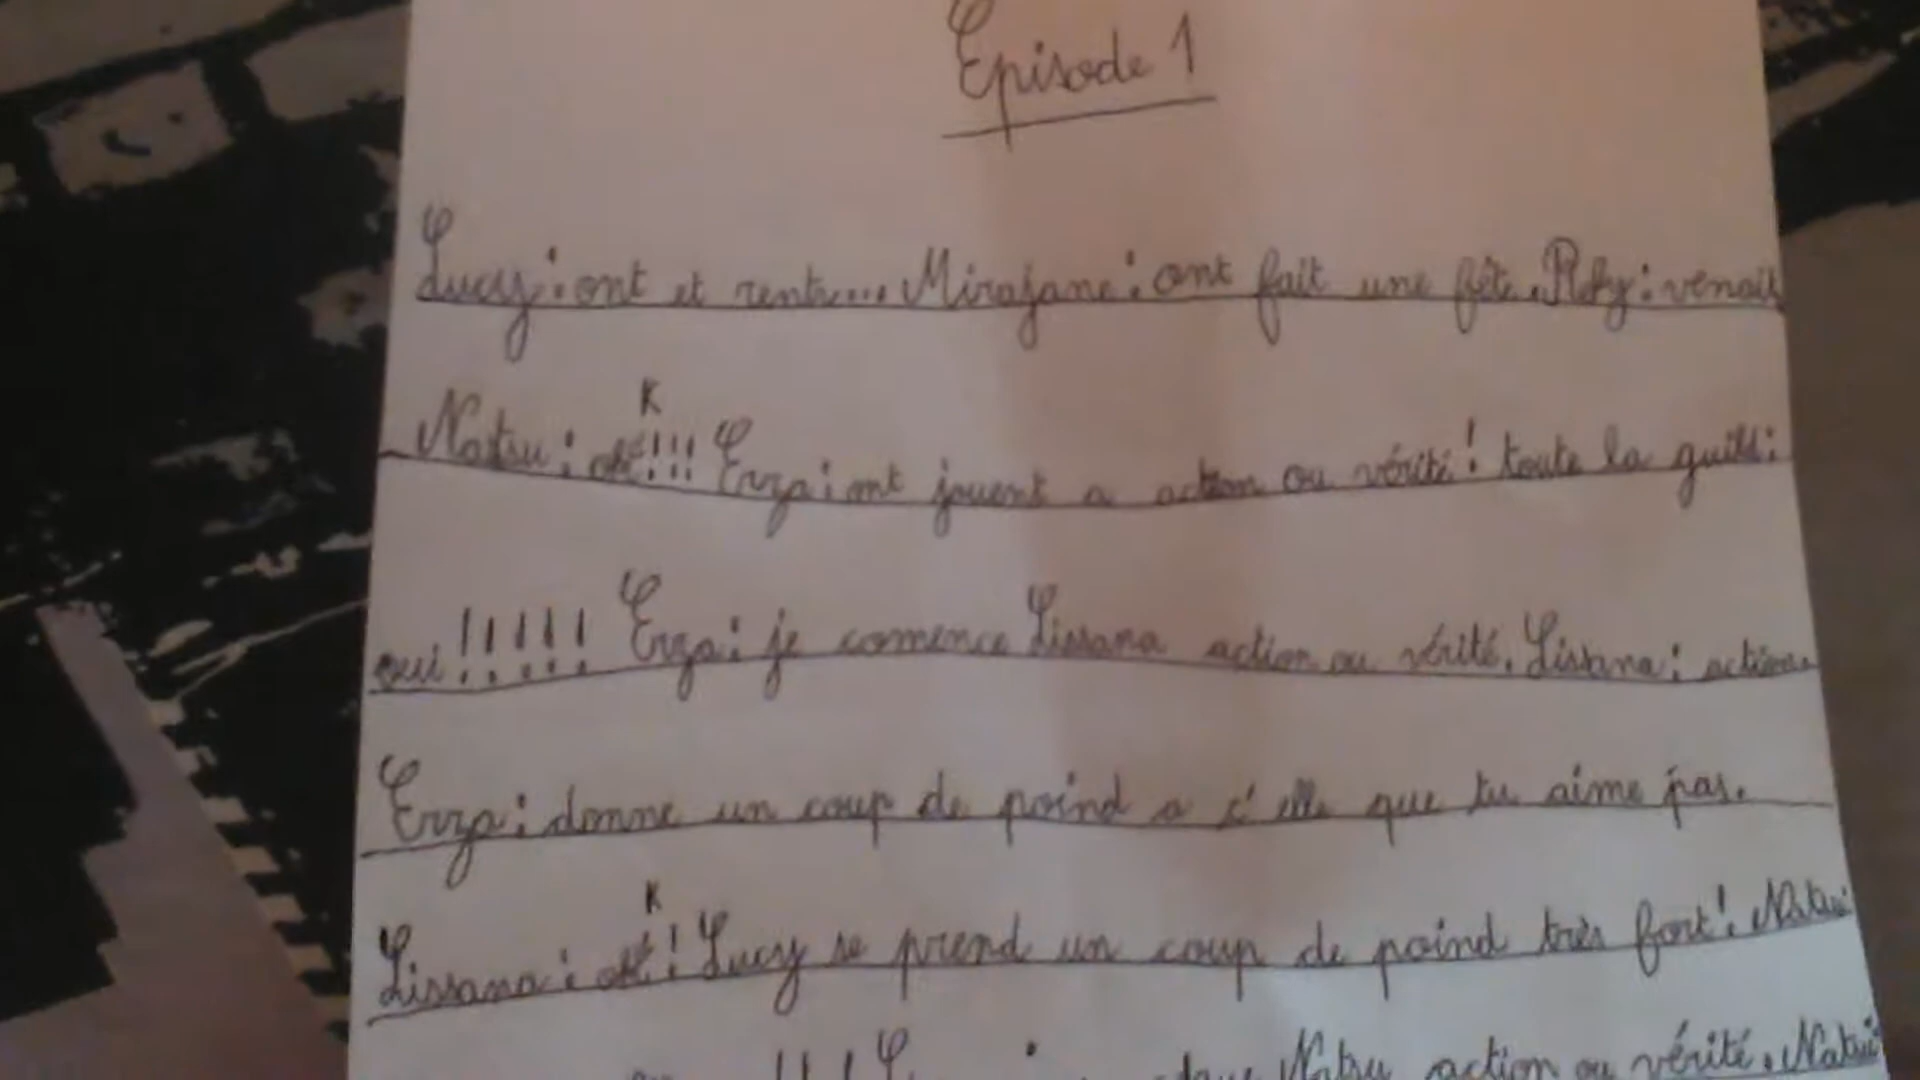 Episode 1
Lucy : ont et rentr... Mirajane : ont fait une fête. : venait
K
Natsu : ok!!! Erza : ont jouent a action ou vérité! toute la guild :
oui !!!!! Erza : je comence Lissana action ou vérité. Lissana : action.
Erza : donne un coup de poind a s'elle que tu aime pas.
K
Lissana : ok! Lucy se prend un coup de poind très fort! Natsu :
!!! Natsu action ou vérité. Natsu :